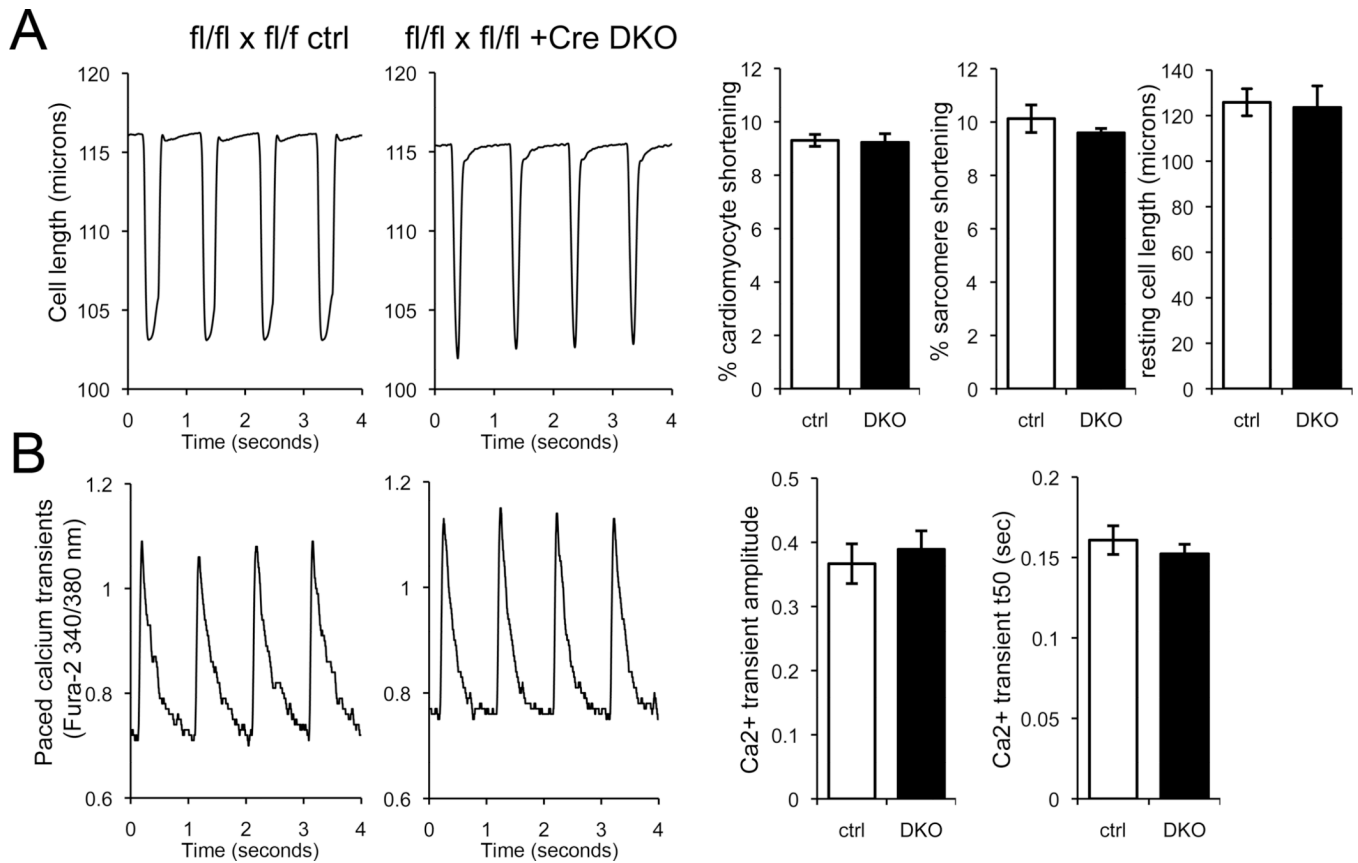 A
fl/fl x fl/f ctrl
fl/fl x fl/fl +Cre DKO
Cell length (microns)
120
115
110
105
100
0 1 2 3 4
Time (seconds)
120
115
110
105
100
0 1 2 3 4
Time (seconds)
% cardiomyocyte shortening
12
10
8
6
4
2
0
ctrl DKO
% sarcomere shortening
12
10
8
6
4
2
0
ctrl DKO
resting cell length (microns)
140
120
100
80
60
40
20
0
ctrl DKO
B
Paced calcium transients
(Fura-2 340/380 nm)
1.2
1
0.8
0.6
0 1 2 3 4
Time (seconds)
1.2
1
0.8
0.6
0 1 2 3 4
Time (seconds)
Ca2+ transient amplitude
0.5
0.4
0.3
0.2
0.1
0
ctrl DKO
Ca2+ transient t50 (sec)
0.2
0.15
0.1
0.05
0
ctrl DKO